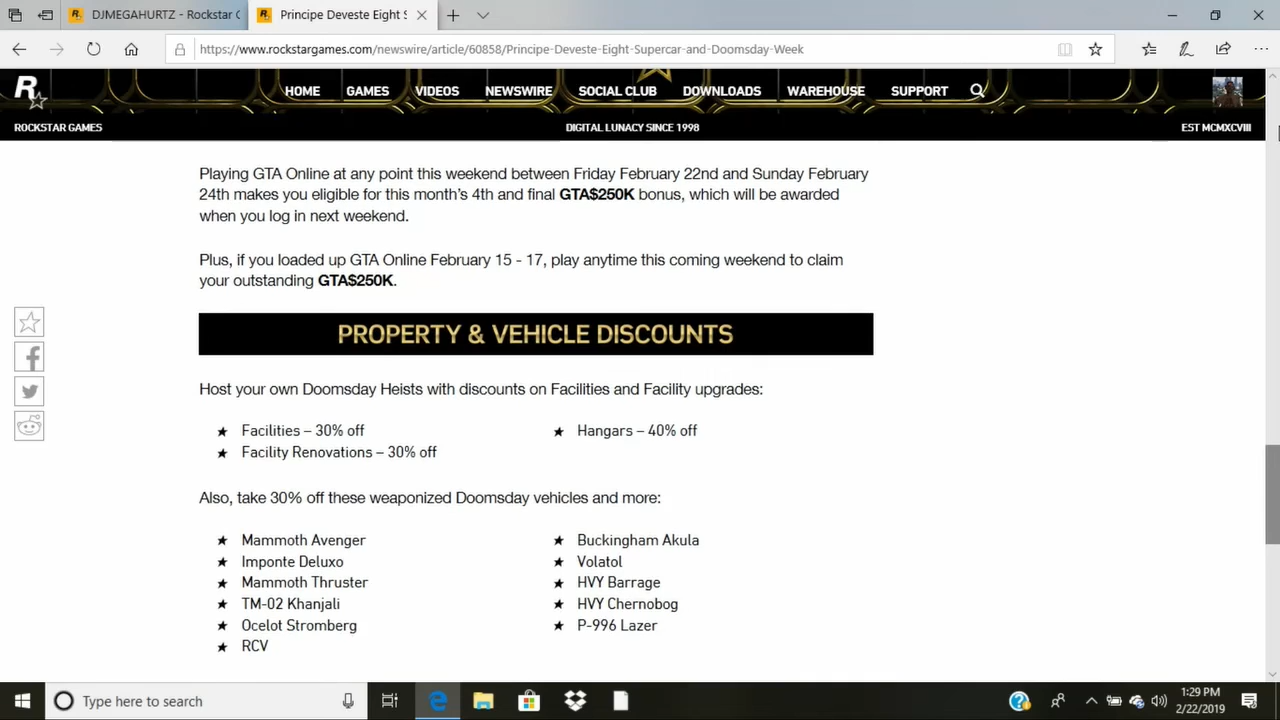 DJMEGAHURTZ - Rockstar G
Principe Deveste Eight S
https://www.rockstargames.com/newswire/article/60858/Principe-Deveste-Eight-Supercar-and-Doomsday-Week
R
HOME GAMES VIDEOS NEWSWIRE SOCIAL CLUB DOWNLOADS WAREHOUSE SUPPORT
ROCKSTAR GAMES DIGITAL LUNACY SINCE 1998 EST MCMXCVIII
Playing GTA Online at any point this weekend between Friday February 22nd and Sunday February
24th makes you eligible for this month's 4th and final GTA$250K bonus, which will be awarded
when you log in next weekend.
Plus, if you loaded up GTA Online February 15 - 17, play anytime this coming weekend to claim
your outstanding GTA$250K.
PROPERTY & VEHICLE DISCOUNTS
Host your own Doomsday Heists with discounts on Facilities and Facility upgrades:
Facilities – 30% off
Facility Renovations – 30% off
Hangars – 40% off
Also, take 30% off these weaponized Doomsday vehicles and more:
Mammoth Avenger
Imponte Deluxo
Mammoth Thruster
TM-02 Khanjali
Ocelot Stromberg
RCV
Buckingham Akula
Volatol
HVY Barrage
HVY Chernobog
P-996 Lazer
Type here to search
1:29 PM
2/22/2019